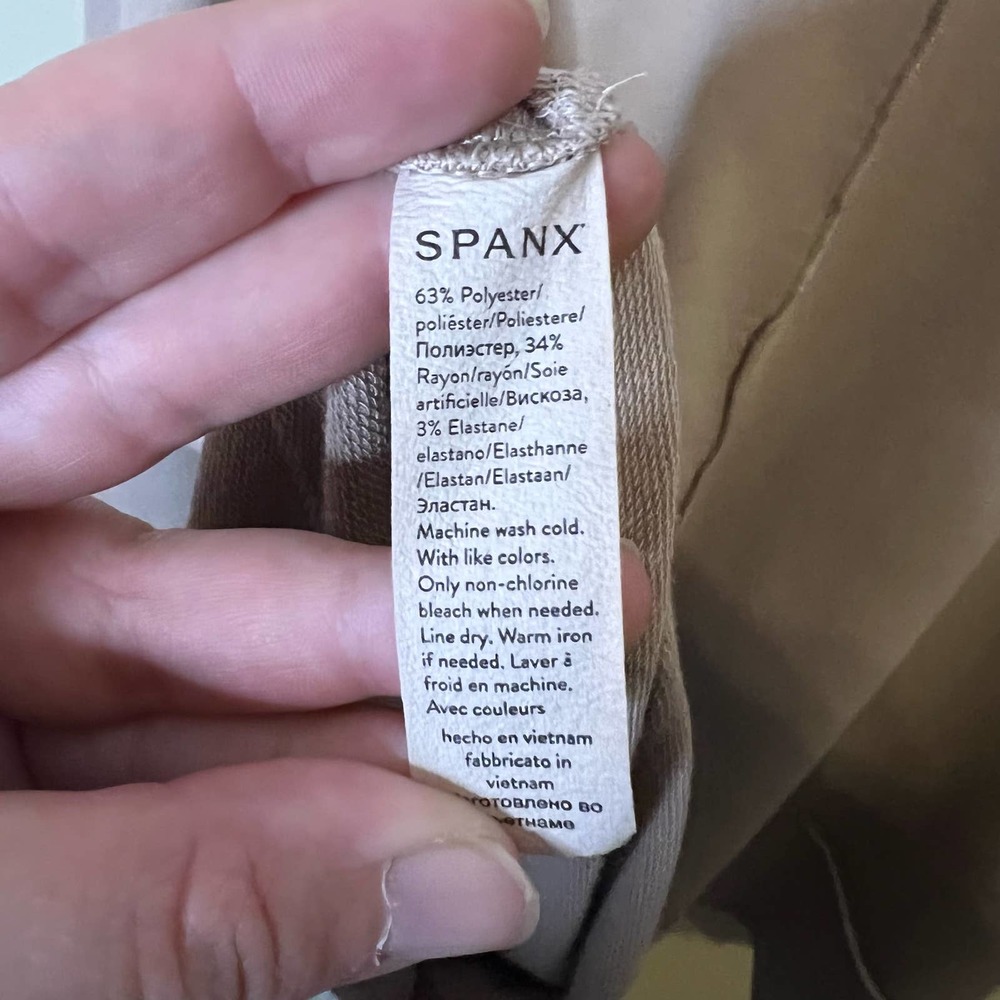 SPANX
63% Polyester/
poliéster/Poliestere/
Полиэстер, 34%
Rayon/rayón/Soie
artificielle/Вискоза,
3% Elastane/
elastano/Elasthanne
/Elastan/Elastaan/
Эластан.
Machine wash cold.
With like colors.
Only non-chlorine
bleach when needed.
Line dry. Warm iron
if needed. Laver à
froid en machine.
Avec couleurs
hecho en vietnam
fabbricato in
vietnam
во